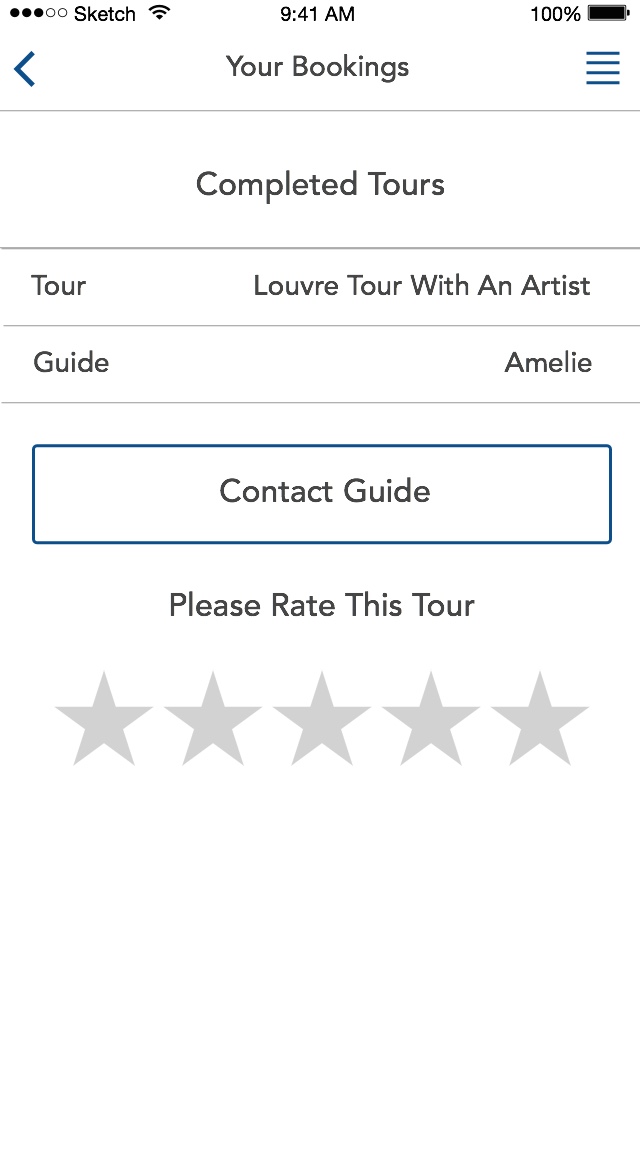 Sketch 9:41 AM 100%
Your Bookings
Completed Tours
Tour Louvre Tour With An Artist
Guide Amelie
Contact Guide
Please Rate This Tour